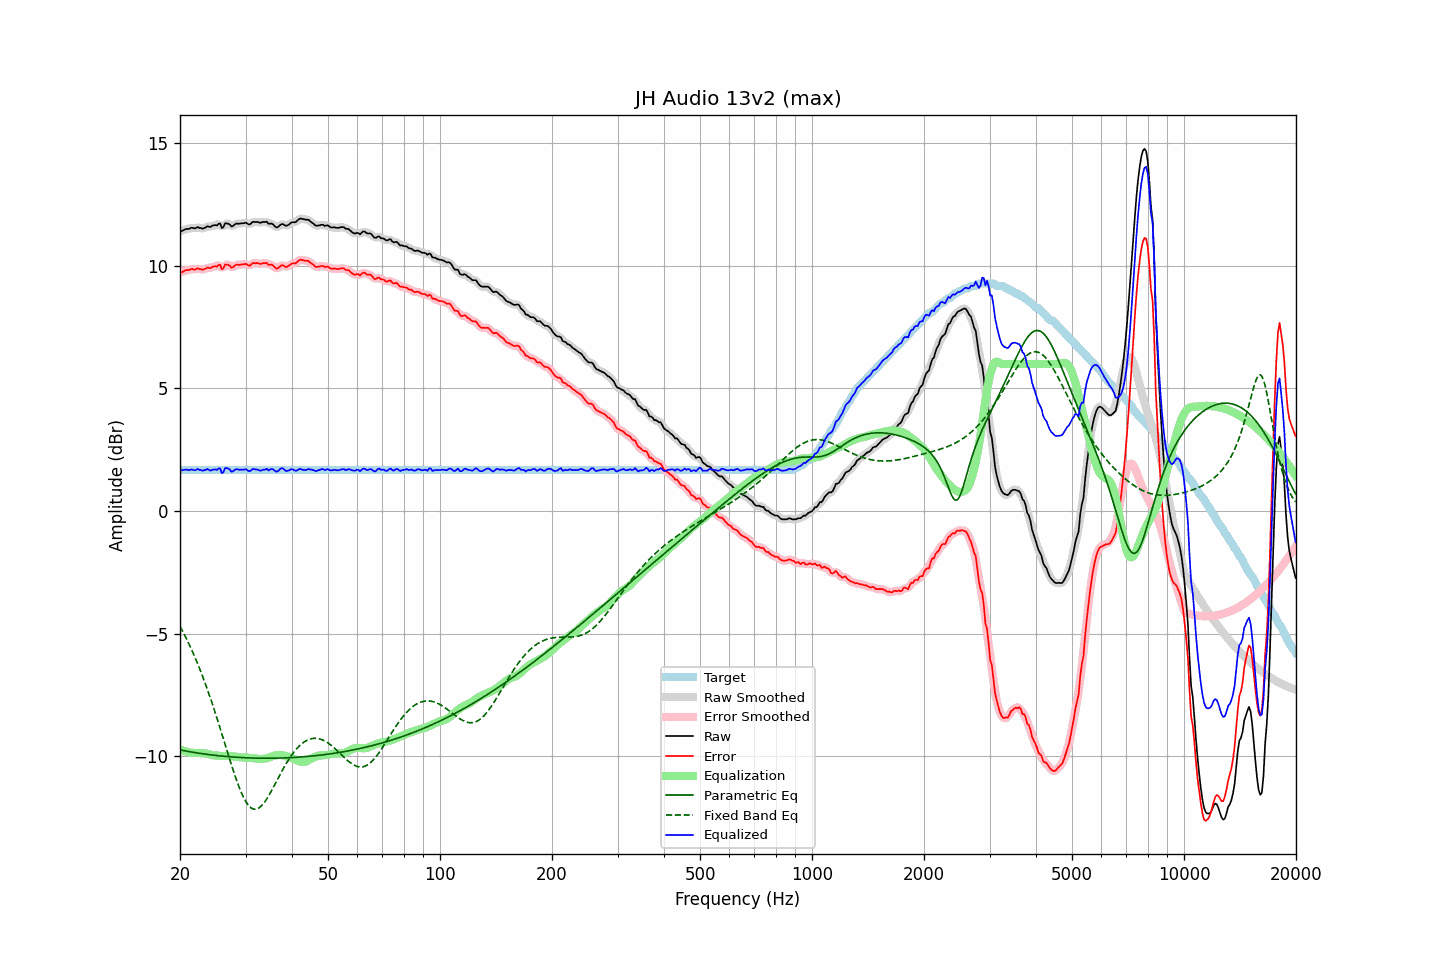 JH Audio 13v2 (max)
Amplitude (dBr)
15
10
5
0
−5
−10
20
50
100
200
500
1000
2000
5000
10000
20000
Frequency (Hz)
Target
Raw Smoothed
Error Smoothed
Raw
Error
Equalization
Parametric Eq
Fixed Band Eq
Equalized